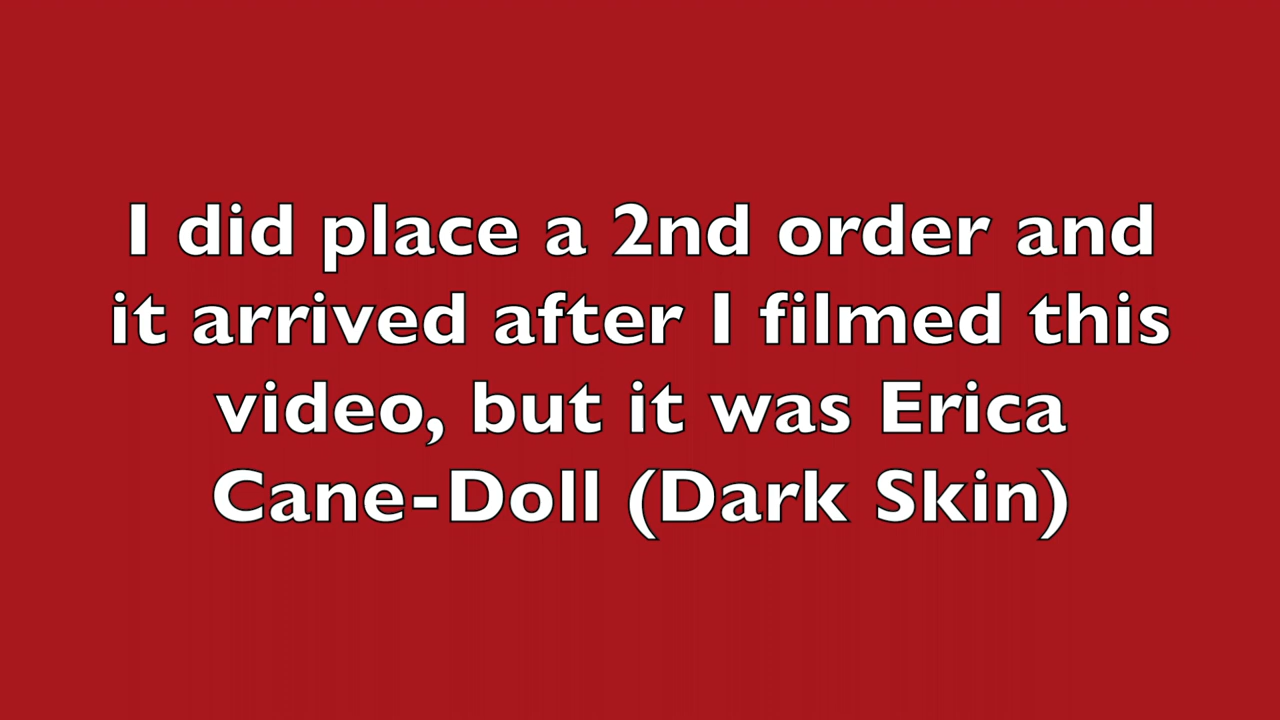 I did place a 2nd order and
it arrived after I filmed this
video, but it was Erica
Cane-Doll (Dark Skin)